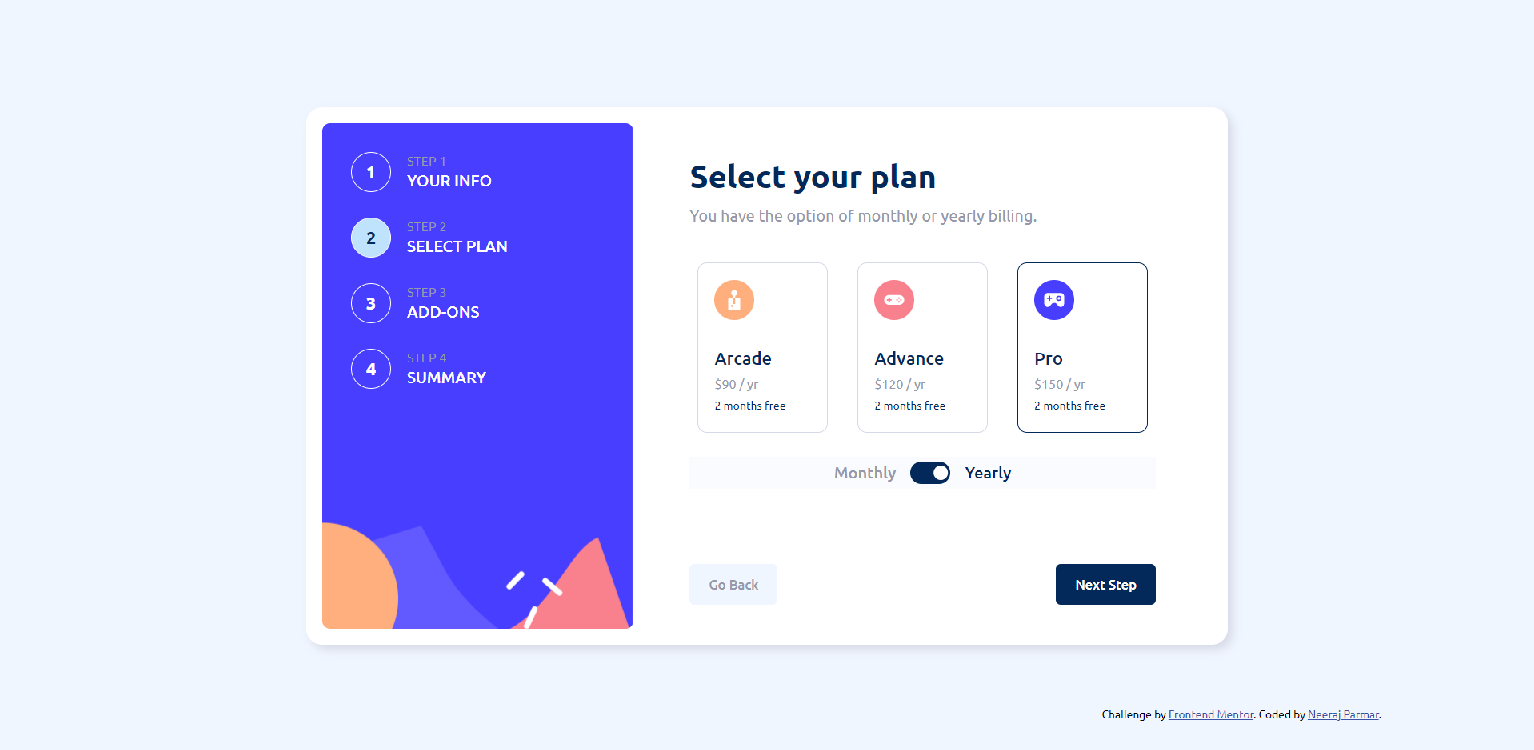 1
STEP 1
YOUR INFO
2
STEP 2
SELECT PLAN
3
STEP 3
ADD-ONS
4
STEP 4
SUMMARY
Select your plan
You have the option of monthly or yearly billing.
Arcade
$90 / yr
2 months free
Advance
$120 / yr
2 months free
Pro
$150 / yr
2 months free
Monthly Yearly
Go Back Next Step
Challenge by Frontend Mentor. Coded by Neeraj Parmar.